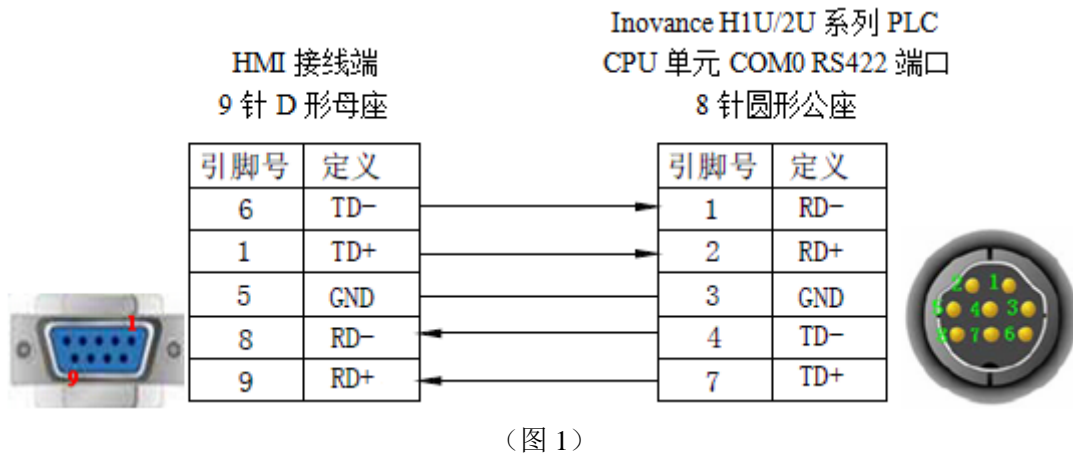 Inovance H1U/2U 系列 PLC
HMI 接线端 CPU 单元 COM0 RS422 端口
9 针 D 形母座 8 针圆形公座
引脚号 定义 引脚号 定义
6 TD- 1 RD-
1 TD+ 2 RD+
5 GND 3 GND
8 RD- 4 TD-
9 RD+ 7 TD+
1
9
2 1
5 4 3
8 7 6
（图 1）